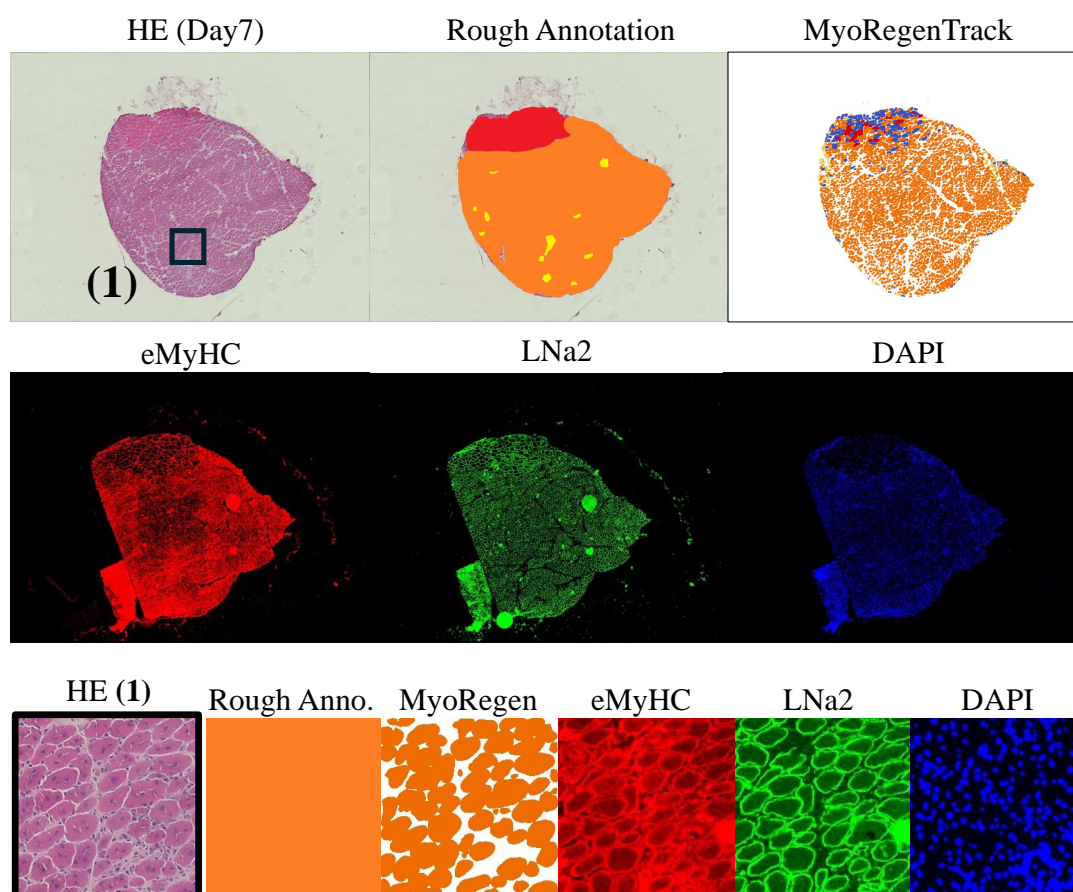 HE (Day7) Rough Annotation MyoRegenTrack
(1)
eMyHC LNa2 DAPI
HE (1) Rough Anno. MyoRegen eMyHC LNa2 DAPI